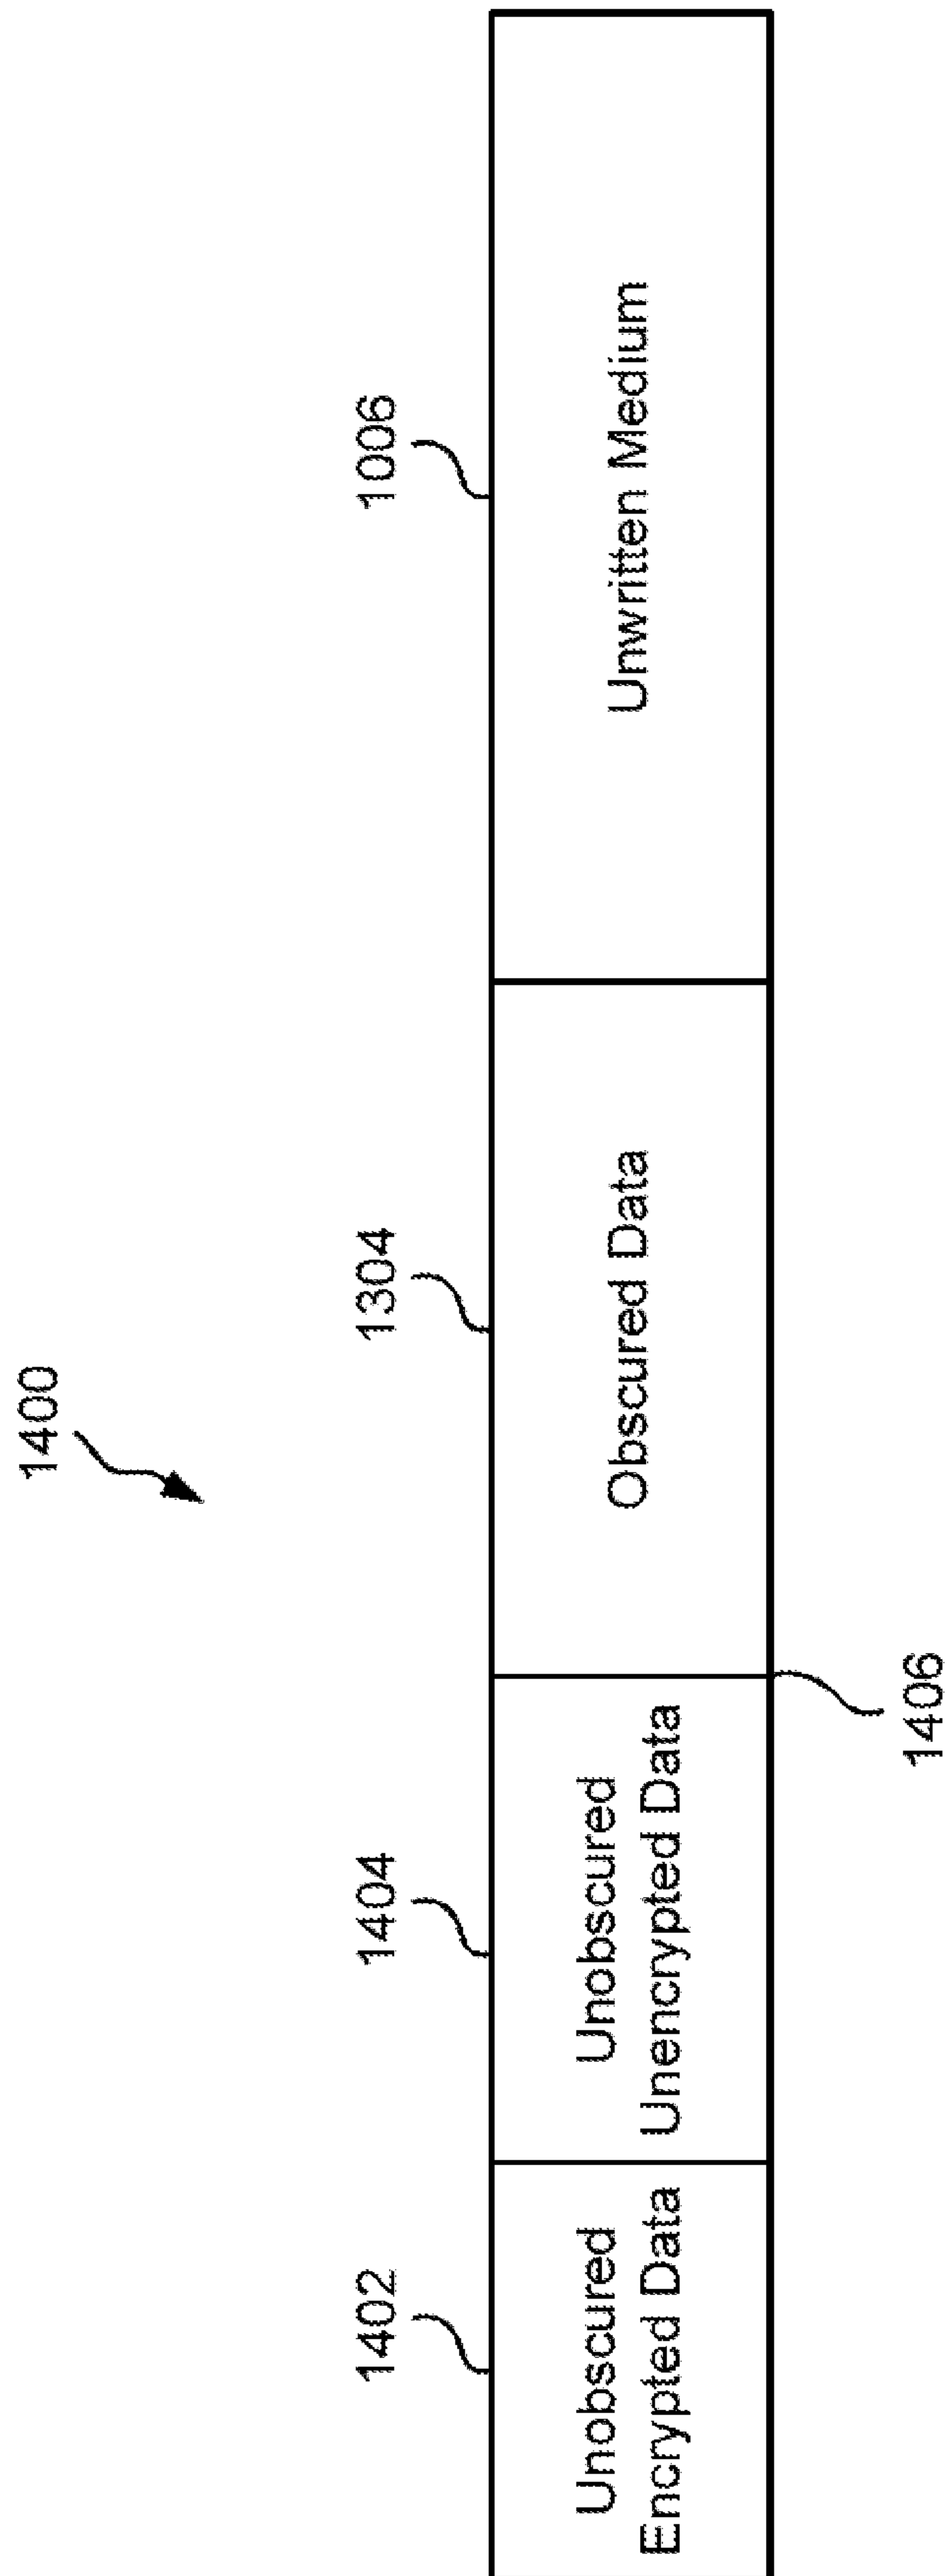 1400
1402
1404
1304
1006
Unobscured
Encrypted Data
Unobscured
Unencrypted Data
Obscured Data
Unwritten Medium
1406